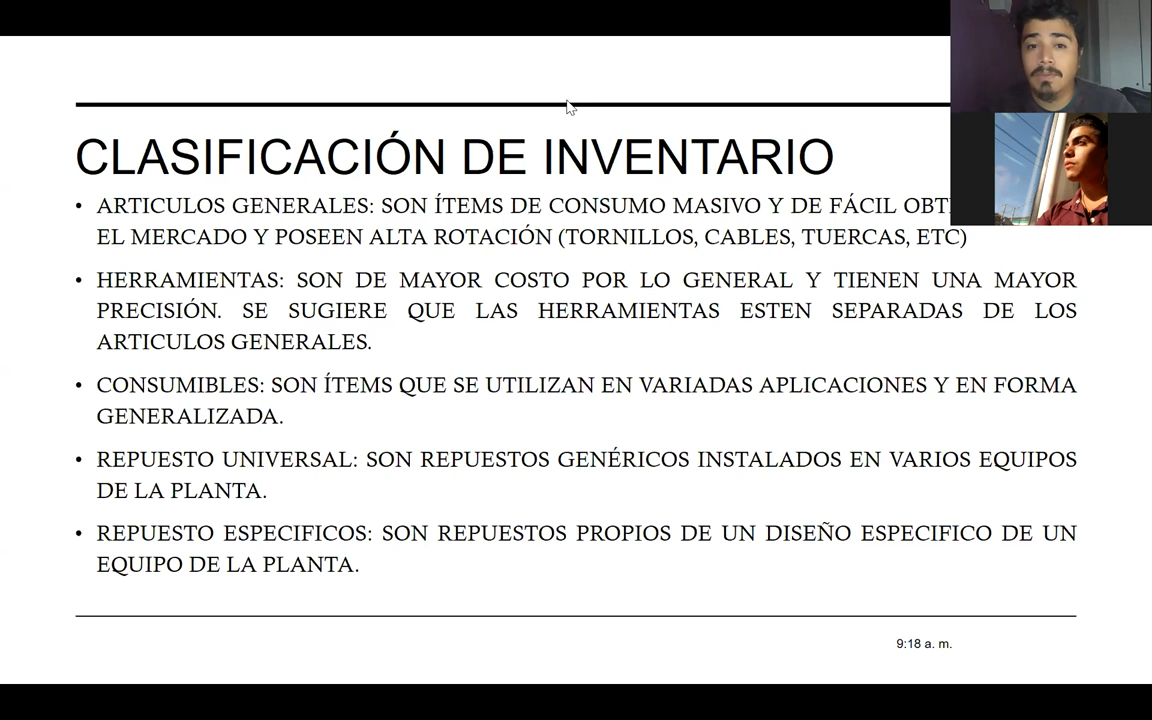 CLASIFICACIÓN DE INVENTARIO
• ARTICULOS GENERALES: SON ÍTEMS DE CONSUMO MASIVO Y DE FÁCIL
EL MERCADO Y POSEEN ALTA ROTACIÓN (TORNILLOS, CABLES, TUERCAS, ETC)
• HERRAMIENTAS: SON DE MAYOR COSTO POR LO GENERAL Y TIENEN UNA MAYOR
PRECISIÓN. SE SUGIERE QUE LAS HERRAMIENTAS ESTEN SEPARADAS DE LOS
ARTICULOS GENERALES.
• CONSUMIBLES: SON ÍTEMS QUE SE UTILIZAN EN VARIADAS APLICACIONES Y EN FORMA
GENERALIZADA.
• REPUESTO UNIVERSAL: SON REPUESTOS GENÉRICOS INSTALADOS EN VARIOS EQUIPOS
DE LA PLANTA.
• REPUESTO ESPECIFICOS: SON REPUESTOS PROPIOS DE UN DISEÑO ESPECIFICO DE UN
EQUIPO DE LA PLANTA.
9:18 a. m.